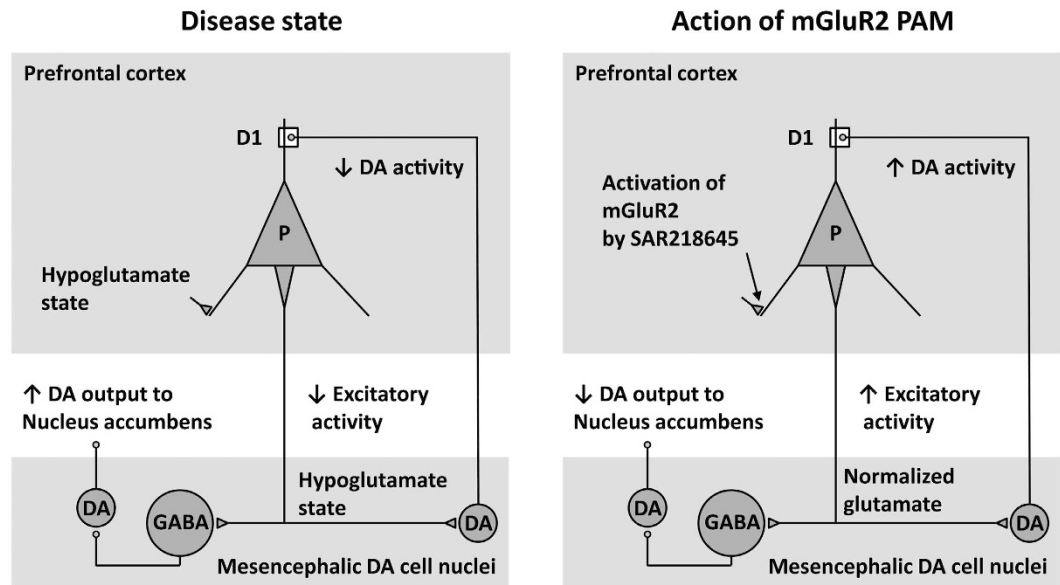 Disease state
Prefrontal cortex
D1
↓ DA activity
P
Hypoglutamate
state
↑ DA output to
Nucleus accumbens
↓ Excitatory
activity
Hypoglutamate
state
DA
GABA
DA
Mesencephalic DA cell nuclei
Action of mGluR2 PAM
Prefrontal cortex
D1
↑ DA activity
Activation of
mGluR2
by SAR218645
P
↓ DA output to
Nucleus accumbens
↑ Excitatory
activity
Normalized
glutamate
DA
GABA
DA
Mesencephalic DA cell nuclei